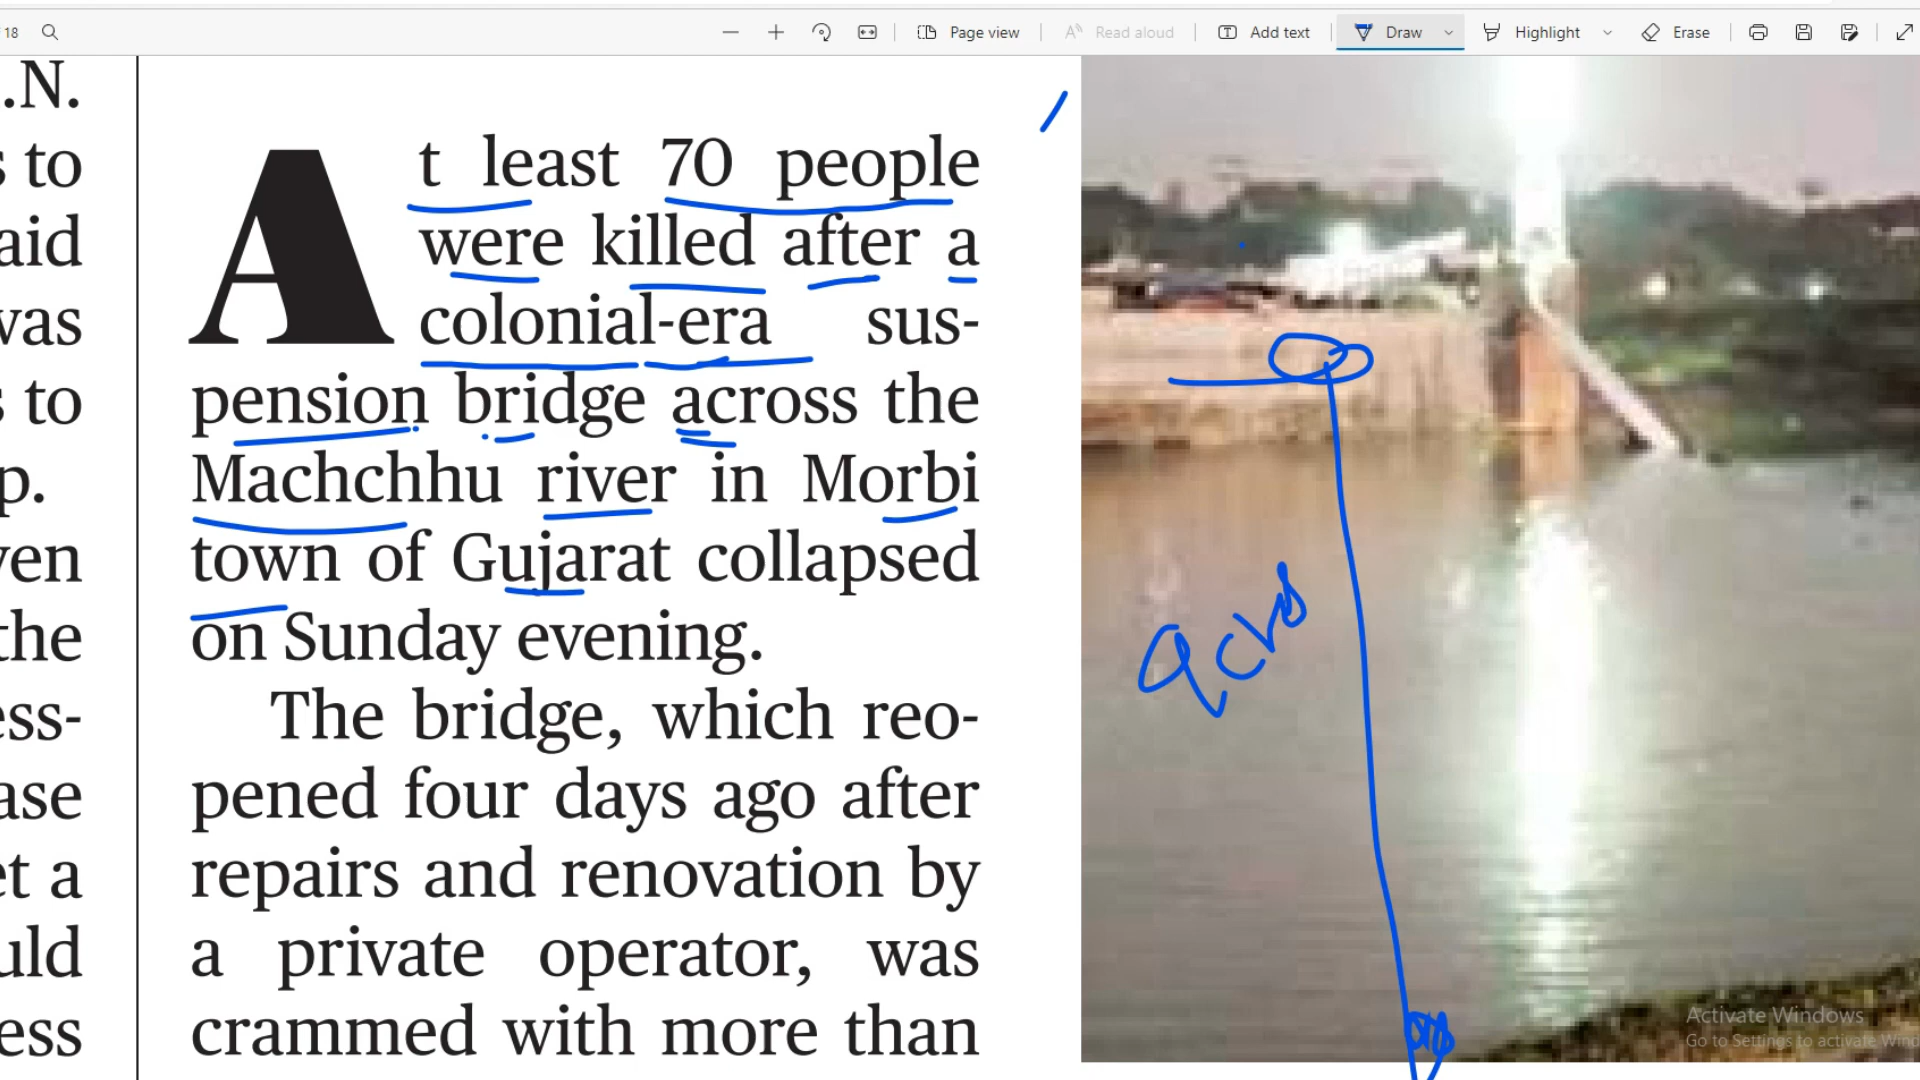 18
Page view
Read aloud
Add text
Draw
Highlight
Erase
.N.
s to
aid
was
s to
p.
ven
the
ess-
ase
et a
uld
ess
At least 70 people
were killed after a
colonial-era sus-
pension bridge across the
Machchhu river in Morbi
town of Gujarat collapsed
on Sunday evening.
The bridge, which reo-
pened four days ago after
repairs and renovation by
a private operator, was
crammed with more than
Activate Windows
Go to Settings to activate Wind